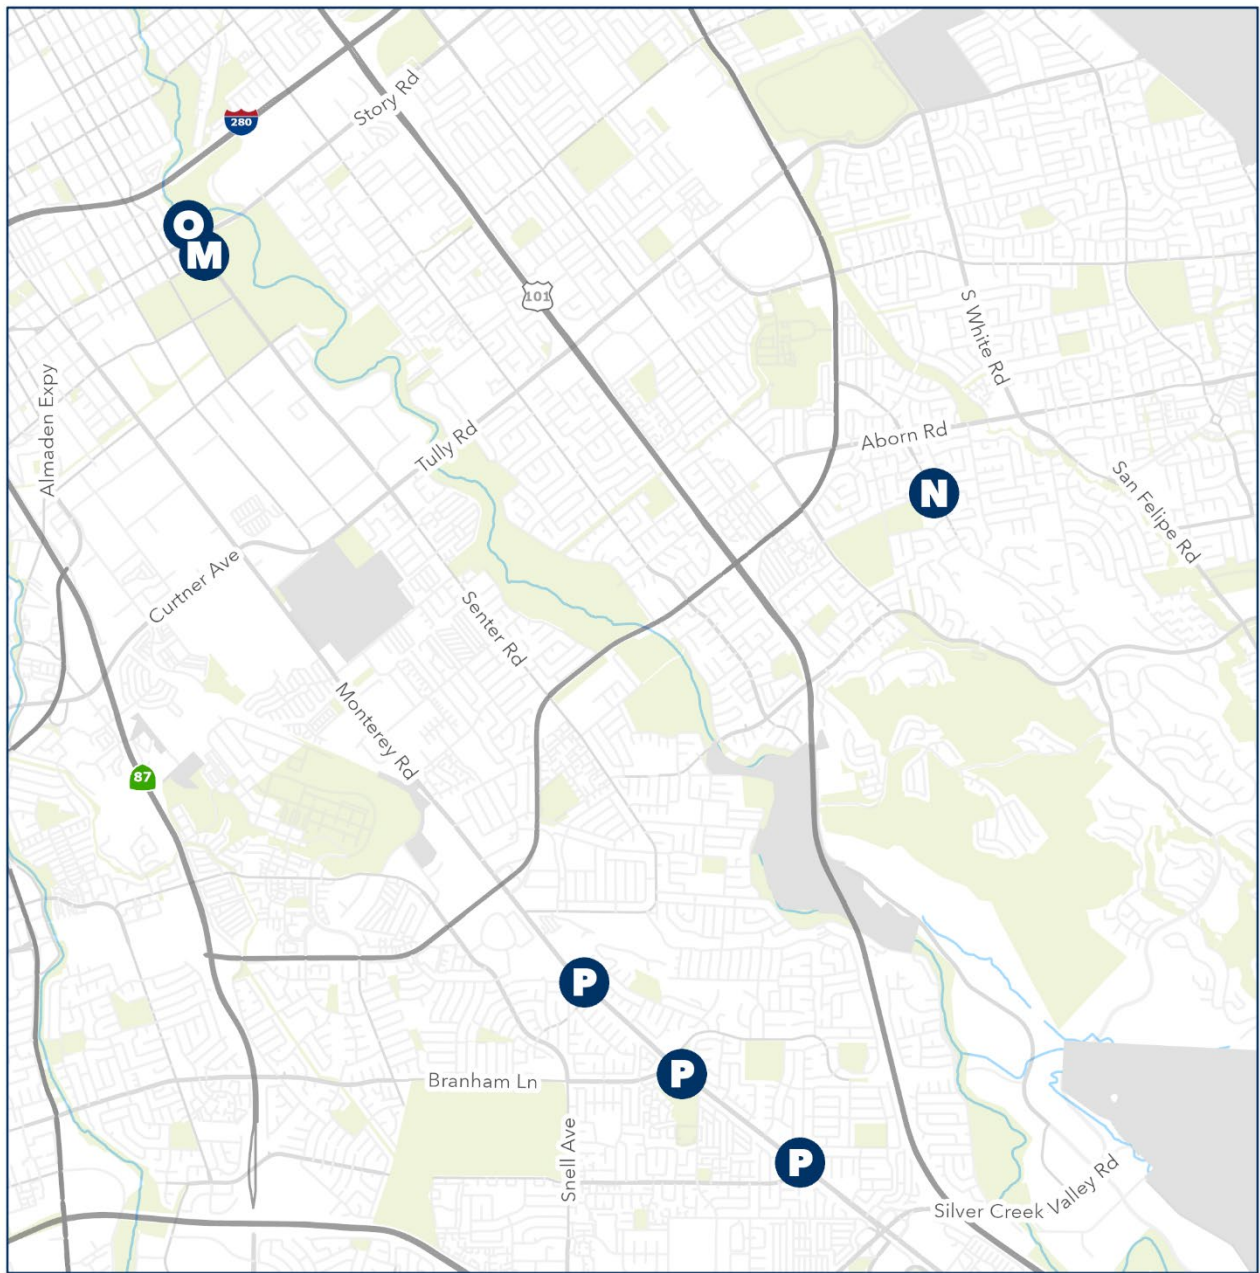 280
Story Rd
O
M
101
S White Rd
Almaden Expy
Tully Rd
Aborn Rd
San Felipe Rd
N
Curtner Ave
Senter Rd
Monterey Rd
87
P
P
Branham Ln
Snell Ave
P
Silver Creek Valley Rd